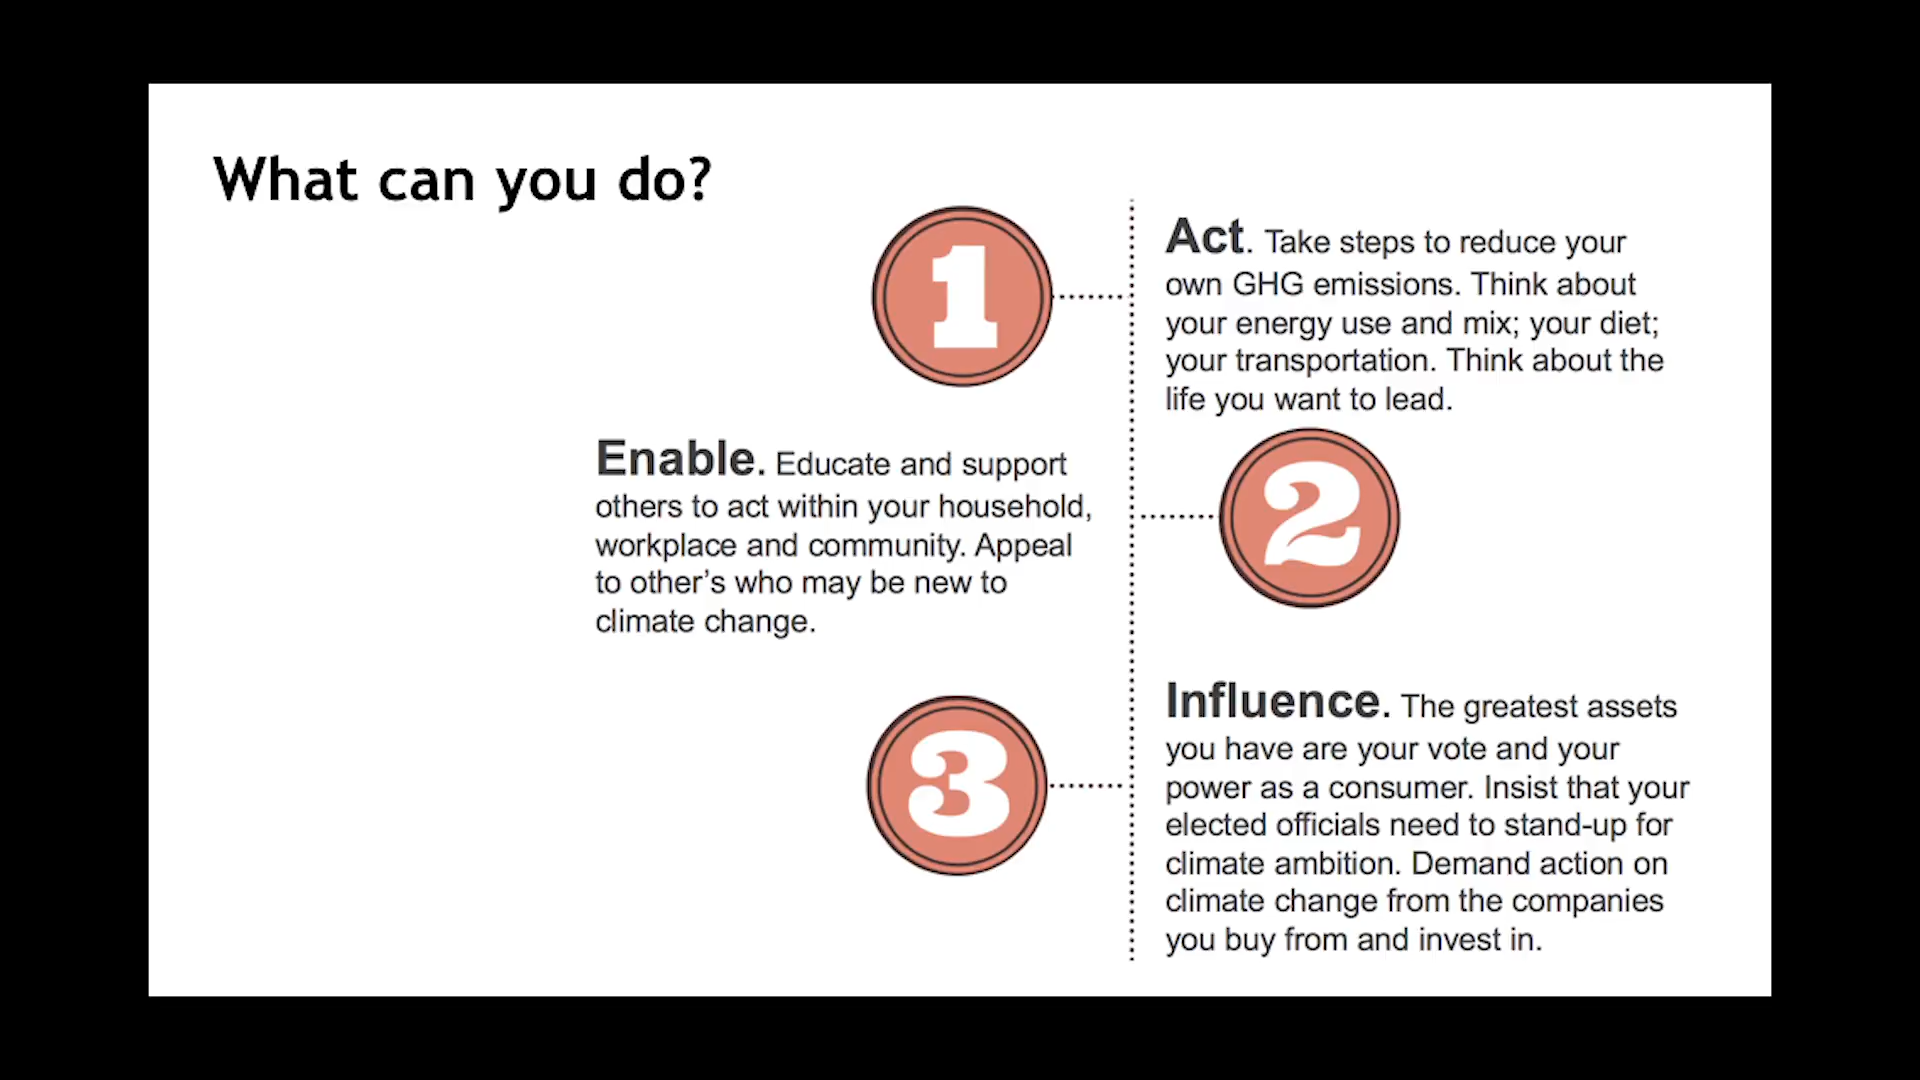 What can you do?
1
Act. Take steps to reduce your
own GHG emissions. Think about
your energy use and mix; your diet;
your transportation. Think about the
life you want to lead.
Enable. Educate and support
others to act within your household,
workplace and community. Appeal
to other’s who may be new to
climate change.
2
3
Influence. The greatest assets
you have are your vote and your
power as a consumer. Insist that your
elected officials need to stand-up for
climate ambition. Demand action on
climate change from the companies
you buy from and invest in.